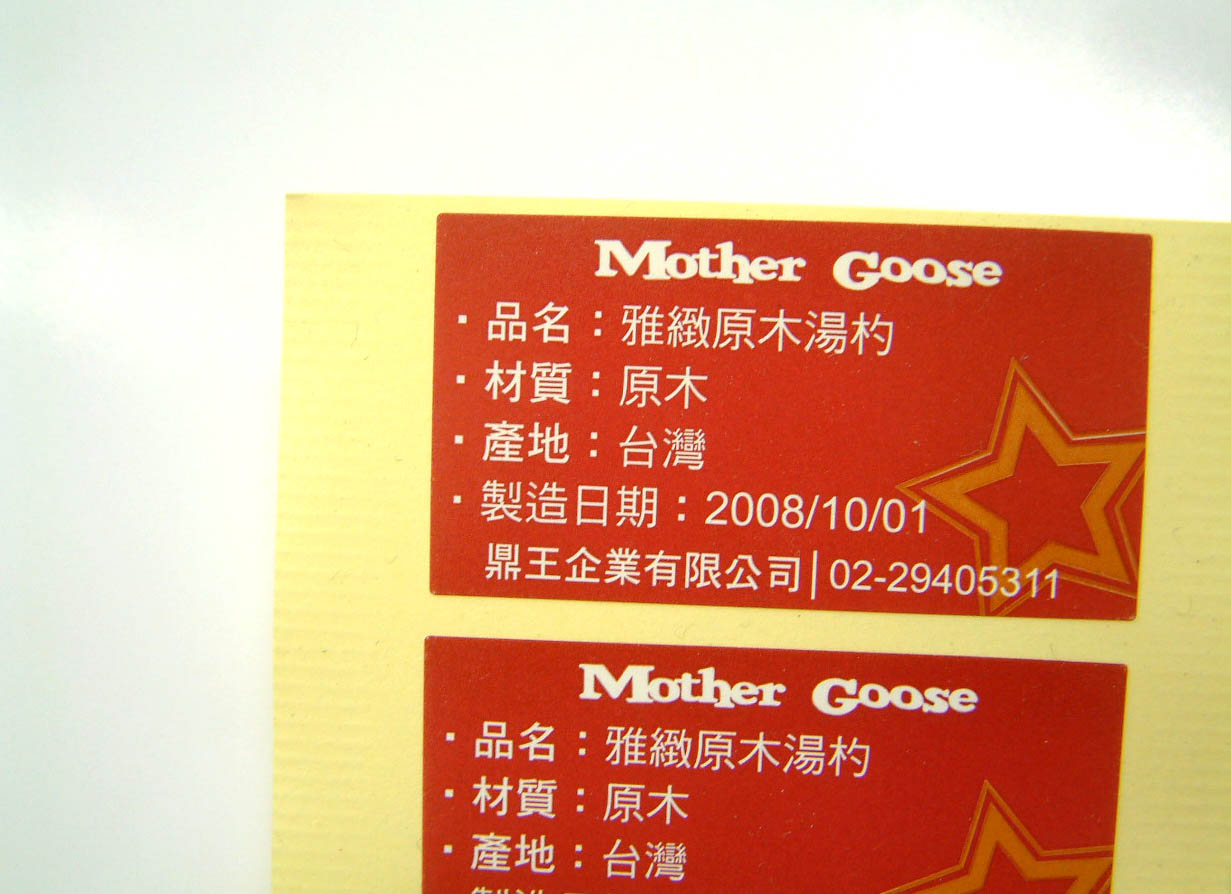 Mother Goose
▪品名：雅緻原木湯杓
▪材質：原木
▪產地：台灣
▪製造日期：2008/10/01
鼎王企業有限公司|02-29405311
Mother Goose
▪品名：雅緻原木湯杓
▪材質：原木
▪產地：台灣